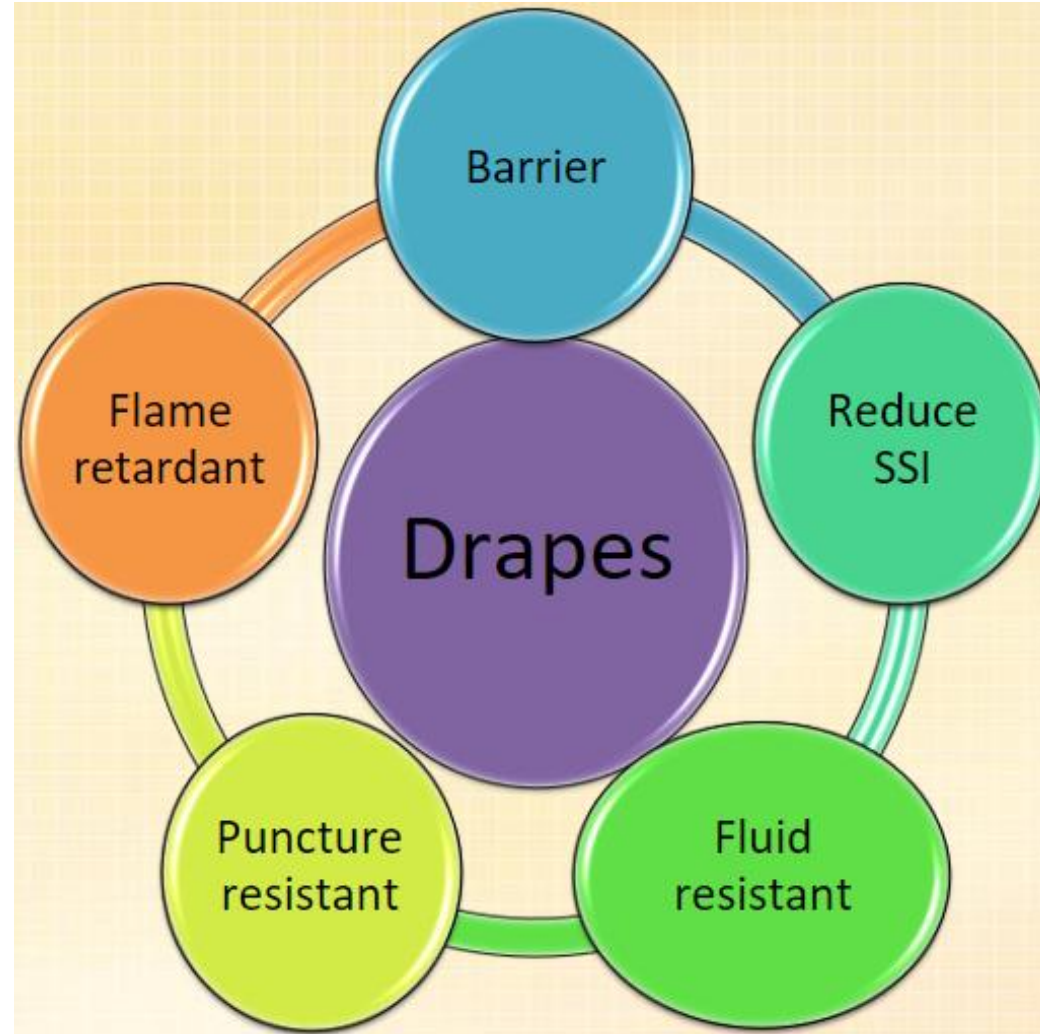 Barrier
Reduce
SSI
Fluid
resistant
Puncture
resistant
Flame
retardant
Drapes